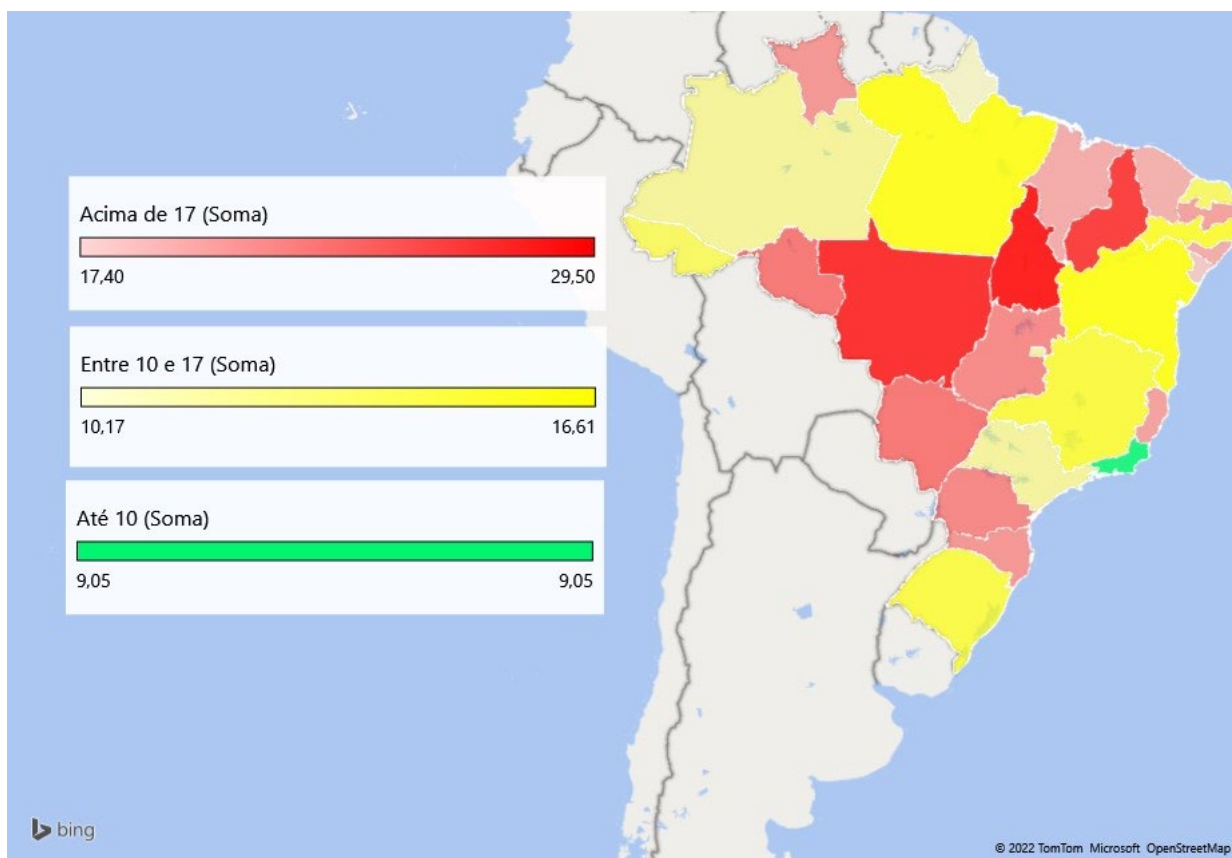 Acima de 17 (Soma)
17,40 29,50
Entre 10 e 17 (Soma)
10,17 16,61
Até 10 (Soma)
9,05 9,05
bing
© 2022 TomTom Microsoft OpenStreetMap